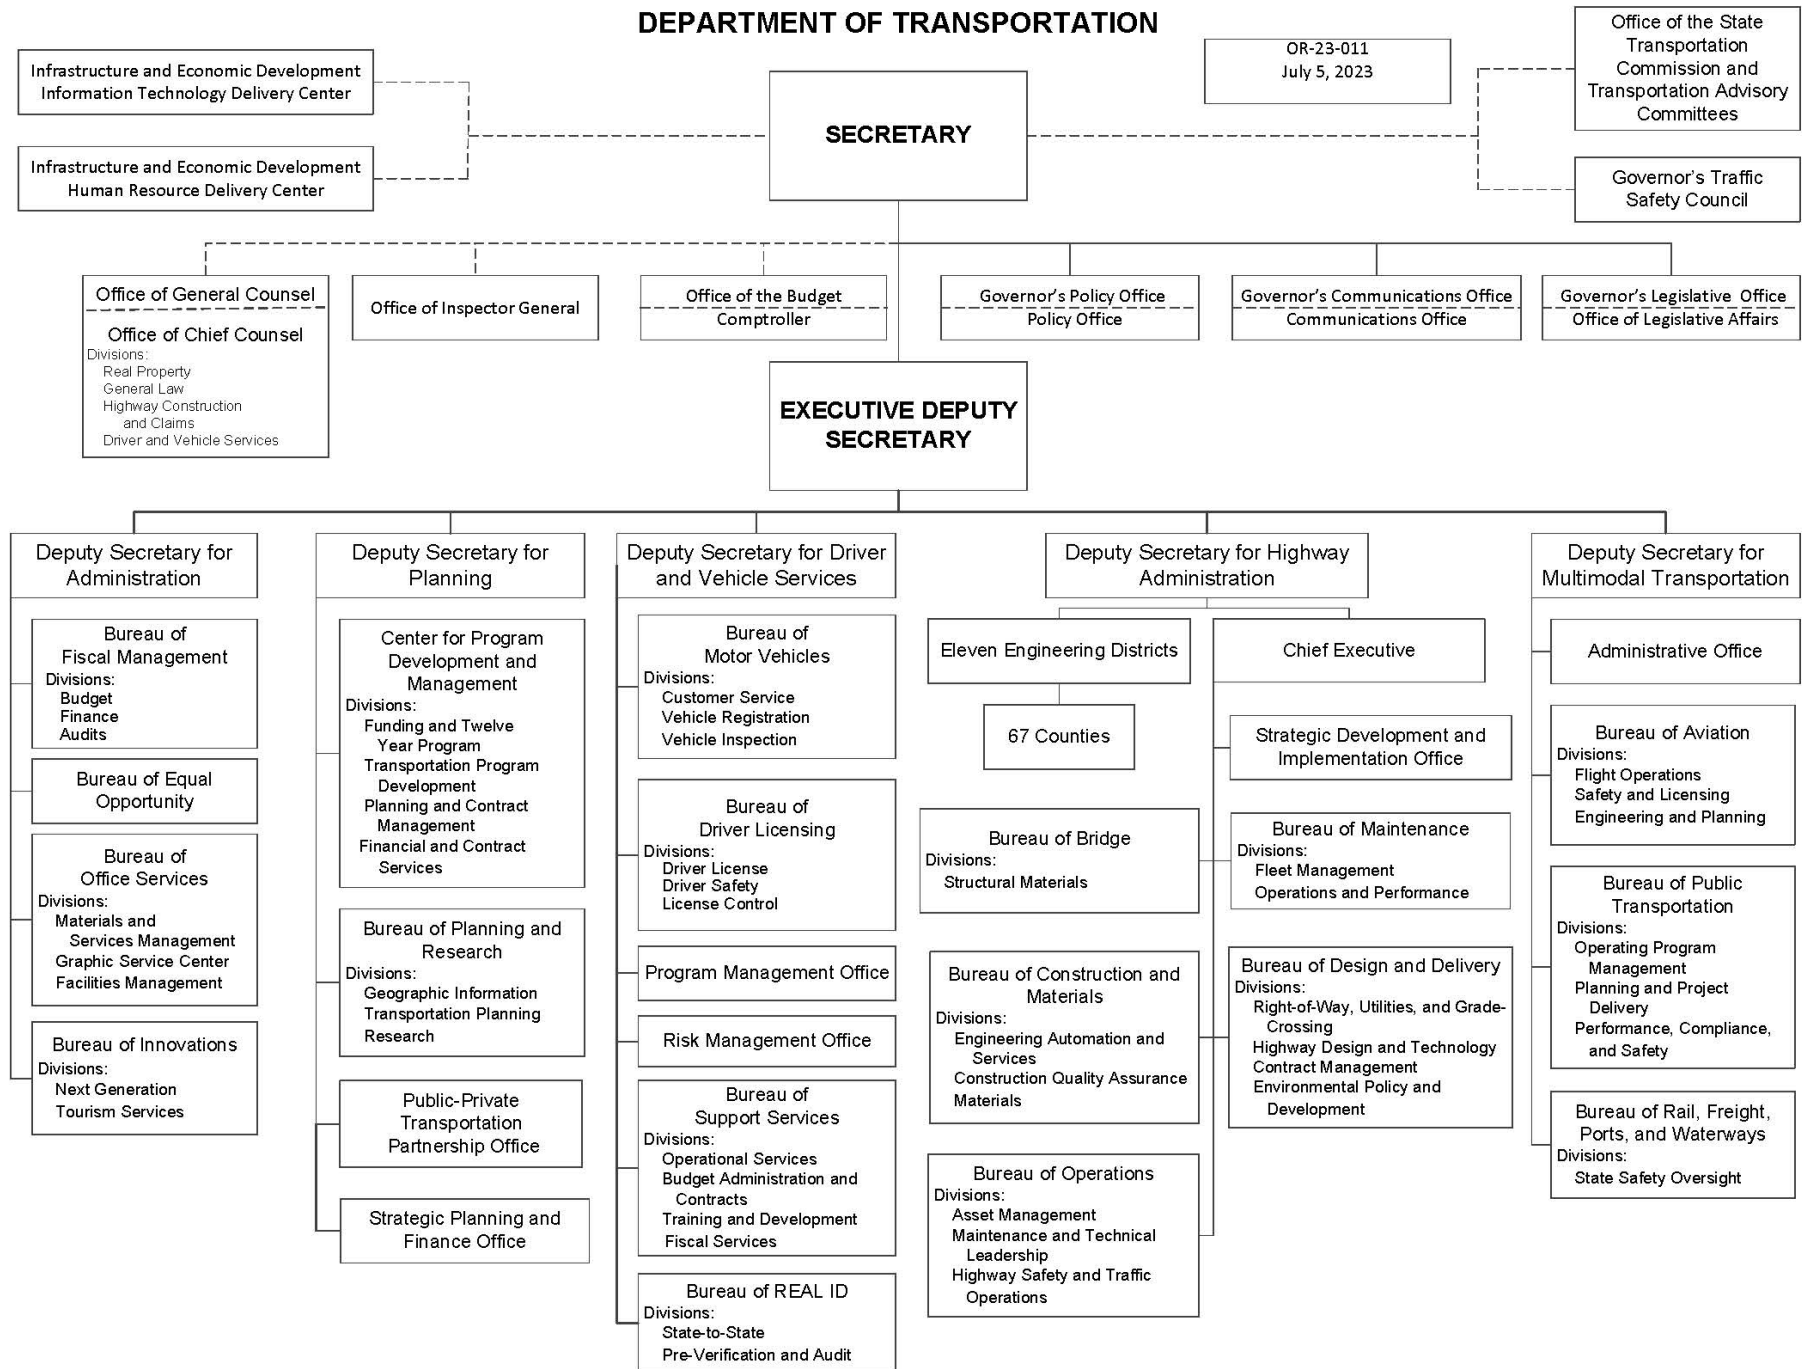 DEPARTMENT OF TRANSPORTATION
OR-23-011
July 5, 2023
Infrastructure and Economic Development
Information Technology Delivery Center
Infrastructure and Economic Development
Human Resource Delivery Center
SECRETARY
Office of the State
Transportation
Commission and
Transportation Advisory
Committees
Governor's Traffic
Safety Council
Office of General Counsel
Office of Chief Counsel
Divisions:
Real Property
General Law
Highway Construction
and Claims
Driver and Vehicle Services
Office of Inspector General
Office of the Budget
Comptroller
Governor's Policy Office
Policy Office
Governor's Communications Office
Communications Office
Governor's Legislative Office
Office of Legislative Affairs
EXECUTIVE DEPUTY
SECRETARY
Deputy Secretary for
Administration
Bureau of
Fiscal Management
Divisions:
Budget
Finance
Audits
Bureau of Equal
Opportunity
Bureau of
Office Services
Divisions:
Materials and
Services Management
Graphic Service Center
Facilities Management
Bureau of Innovations
Divisions:
Next Generation
Tourism Services
Deputy Secretary for
Planning
Center for Program
Development and
Management
Divisions:
Funding and Twelve
Year Program
Transportation Program
Development
Planning and Contract
Management
Financial and Contract
Services
Bureau of Planning and
Research
Divisions:
Geographic Information
Transportation Planning
Research
Public-Private
Transportation
Partnership Office
Strategic Planning and
Finance Office
Deputy Secretary for Driver
and Vehicle Services
Bureau of
Motor Vehicles
Divisions:
Customer Service
Vehicle Registration
Vehicle Inspection
Bureau of
Driver Licensing
Divisions:
Driver License
Driver Safety
License Control
Program Management Office
Risk Management Office
Bureau of
Support Services
Divisions:
Operational Services
Budget Administration and
Contracts
Training and Development
Fiscal Services
Bureau of REAL ID
Divisions:
State-to-State
Pre-Verification and Audit
Deputy Secretary for Highway
Administration
Eleven Engineering Districts
67 Counties
Chief Executive
Strategic Development and
Implementation Office
Bureau of Bridge
Divisions:
Structural Materials
Bureau of Maintenance
Divisions:
Fleet Management
Operations and Performance
Bureau of Construction and
Materials
Divisions:
Engineering Automation and
Services
Construction Quality Assurance
Materials
Bureau of Design and Delivery
Divisions:
Right-of-Way, Utilities, and Grade-
Crossing
Highway Design and Technology
Contract Management
Environmental Policy and
Development
Bureau of Operations
Divisions:
Asset Management
Maintenance and Technical
Leadership
Highway Safety and Traffic
Operations
Deputy Secretary for
Multimodal Transportation
Administrative Office
Bureau of Aviation
Divisions:
Flight Operations
Safety and Licensing
Engineering and Planning
Bureau of Public
Transportation
Divisions:
Operating Program
Management
Planning and Project
Delivery
Performance, Compliance,
and Safety
Bureau of Rail, Freight,
Ports, and Waterways
Divisions:
State Safety Oversight